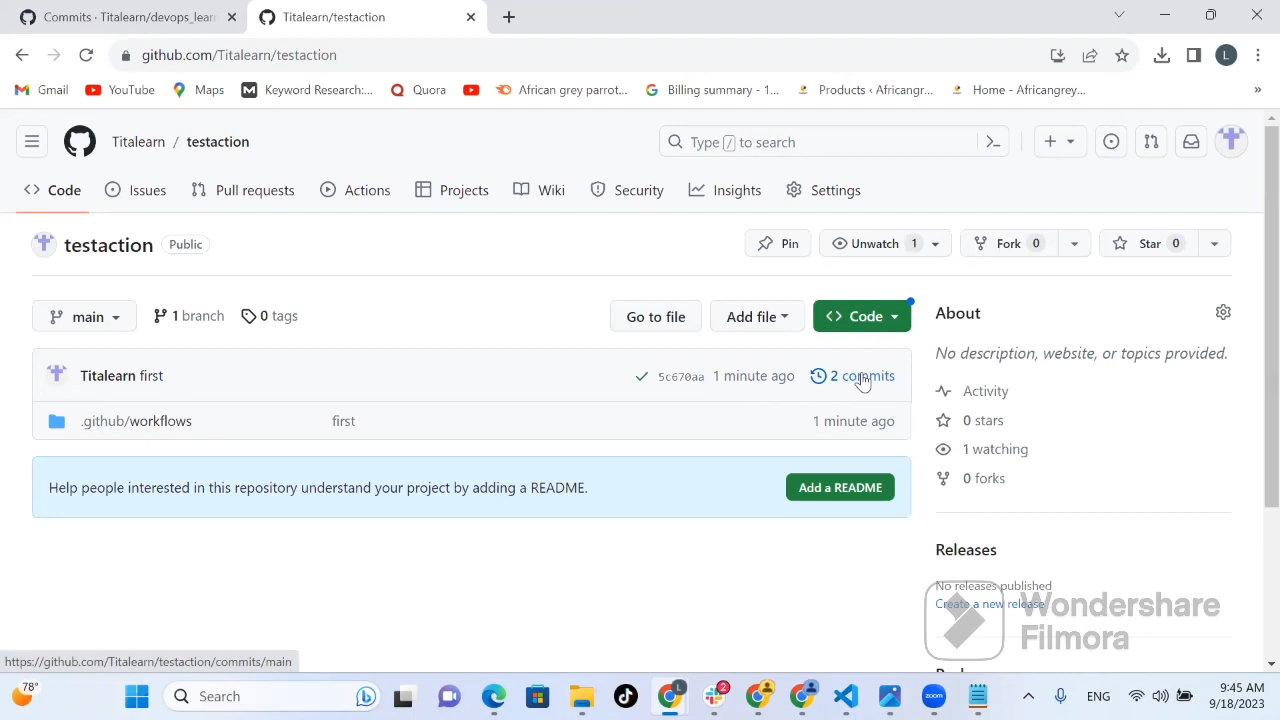 Commits · Titalearn/devops_lear
Titalearn/testaction
github.com/Titalearn/testaction
L
Gmail
YouTube
Maps
Keyword Research:...
Quora
African grey parrot...
Billing summary - 1...
Products ‹ Africangr...
Home - Africangrey...
»
Titalearn / testaction
Type / to search
Code
Issues
Pull requests
Actions
Projects
Wiki
Security
Insights
Settings
testaction
Public
Pin
Unwatch 1
Fork 0
Star 0
main
1 branch
0 tags
Go to file
Add file
Code
About
No description, website, or topics provided.
Titalearn first
5c670aa 1 minute ago
2 commits
.github/workflows
first
1 minute ago
Activity
0 stars
1 watching
0 forks
Help people interested in this repository understand your project by adding a README.
Add a README
Releases
No releases published
Create a new release
Wondershare
Filmora
https://github.com/Titalearn/testaction/commits/main
78°
Search
L
2
zoom
ENG
9:45 AM
9/18/2023